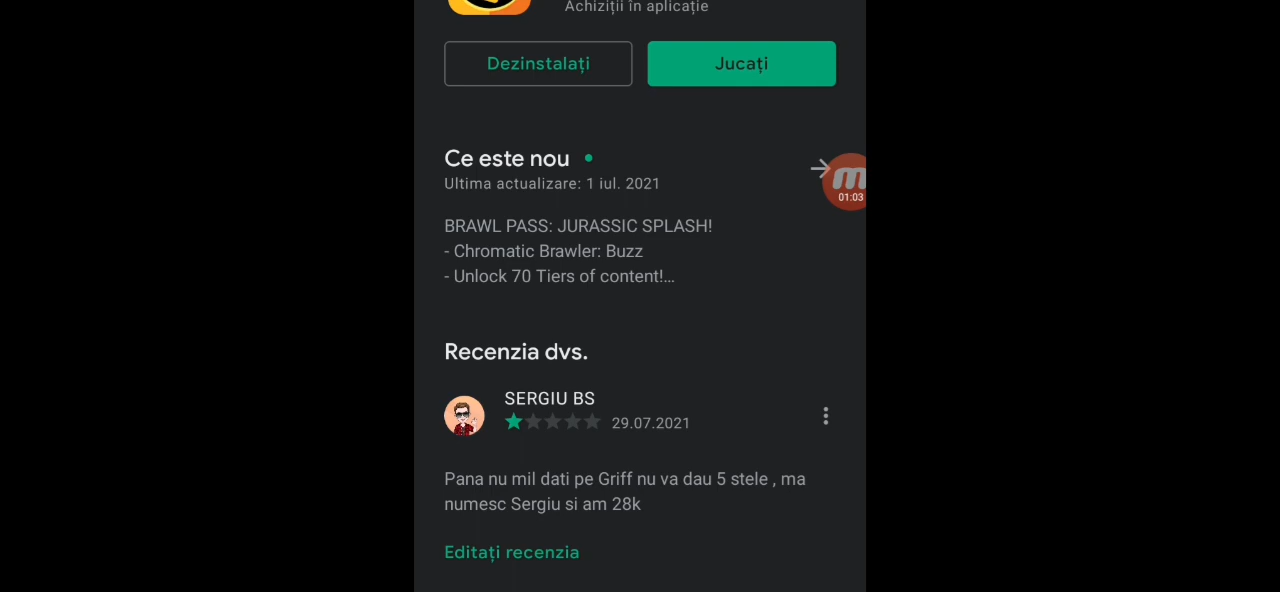 Achiziții în aplicație
Dezinstalați
Jucați
Ce este nou
Ultima actualizare: 1 iul. 2021
01:03
BRAWL PASS: JURASSIC SPLASH!
- Chromatic Brawler: Buzz
- Unlock 70 Tiers of content!...
Recenzia dvs.
SERGIU BS
29.07.2021
Pana nu mil dati pe Griff nu va dau 5 stele , ma
numesc Sergiu si am 28k
Editați recenzia